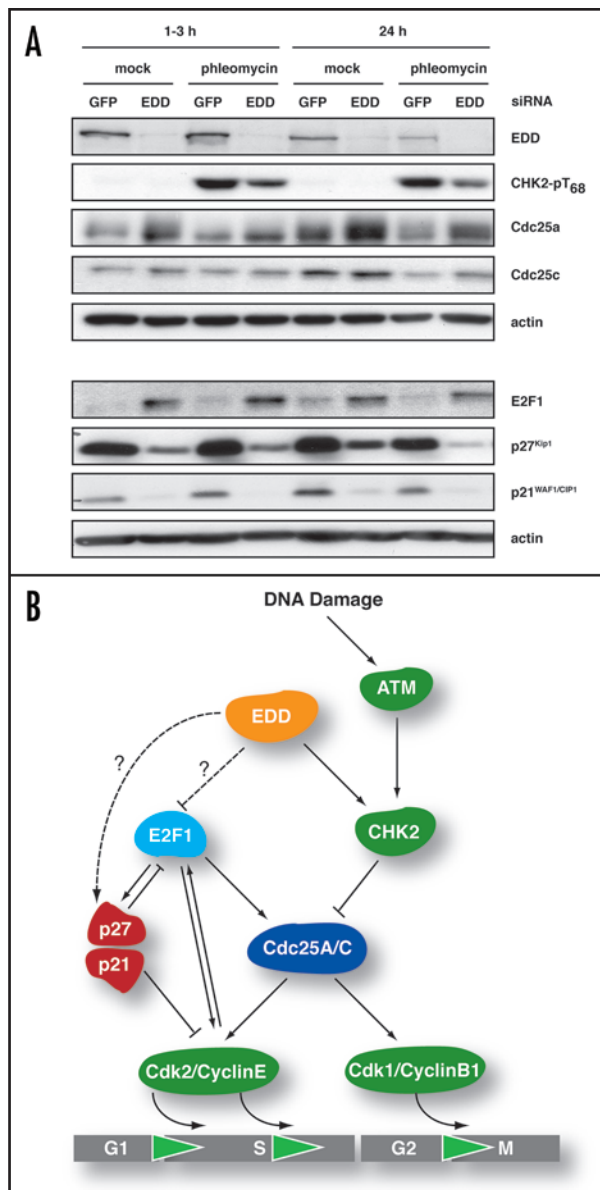 A
1-3 h 24 h
mock phleomycin mock phleomycin
GFP EDD GFP EDD GFP EDD GFP EDD siRNA
EDD
CHK2-pT68
Cdc25a
Cdc25c
actin
E2F1
p27Kip1
p21WAF1/CIP1
actin
B
DNA Damage
ATM
EDD
?
?
E2F1
CHK2
p27
Cdc25A/C
p21
Cdk2/CyclinE
Cdk1/CyclinB1
G1 S G2 M